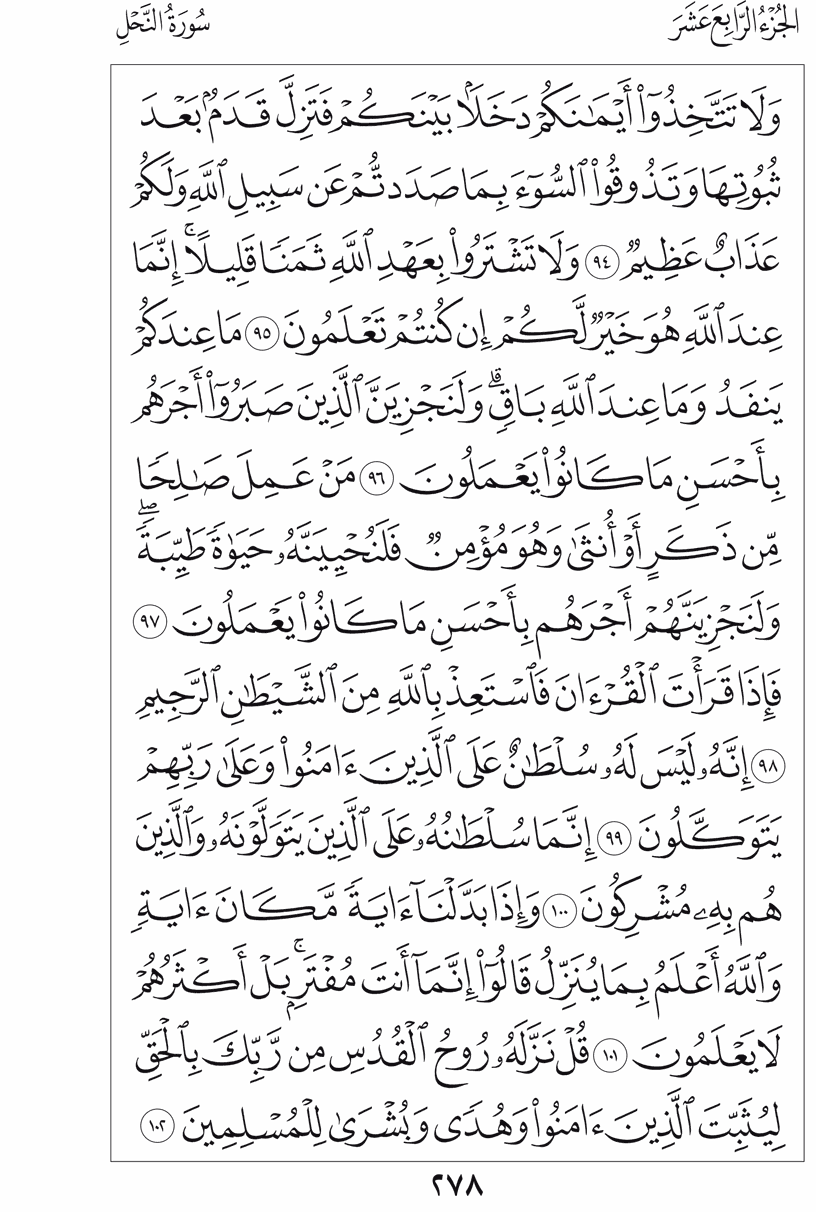 الجُزْءُ الرَّابِعَ عَشَرَ
سُورَةُ النَّحْلِ
وَلَا تَتَّخِذُوٓا۟ أَيْمَـٰنَكُمْ دَخَلًۢا بَيْنَكُمْ فَتَزِلَّ قَدَمٌۢ بَعْدَ
ثُبُوتِهَا وَتَذُوقُوا۟ ٱلسُّوٓءَ بِمَا صَدَدتُّمْ عَن سَبِيلِ ٱللَّهِ وَلَكُمْ
عَذَابٌ عَظِيمٌ ٩٤ وَلَا تَشْتَرُوا۟ بِعَهْدِ ٱللَّهِ ثَمَنًا قَلِيلًا ۚ إِنَّمَا
عِندَ ٱللَّهِ هُوَ خَيْرٌ لَّكُمْ إِن كُنتُمْ تَعْلَمُونَ ٩٥ مَا عِندَكُمْ
يَنفَدُ وَمَا عِندَ ٱللَّهِ بَاقٍ ۗ وَلَنَجْزِيَنَّ ٱلَّذِينَ صَبَرُوٓا۟ أَجْرَهُم
بِأَحْسَنِ مَا كَانُوا۟ يَعْمَلُونَ ٩٦ مَنْ عَمِلَ صَـٰلِحًا
مِّن ذَكَرٍ أَوْ أُنثَىٰ وَهُوَ مُؤْمِنٌ فَلَنُحْيِيَنَّهُۥ حَيَوٰةً طَيِّبَةً ۖ
وَلَنَجْزِيَنَّهُمْ أَجْرَهُم بِأَحْسَنِ مَا كَانُوا۟ يَعْمَلُونَ ٩٧
فَإِذَا قَرَأْتَ ٱلْقُرْءَانَ فَٱسْتَعِذْ بِٱللَّهِ مِنَ ٱلشَّيْطَـٰنِ ٱلرَّجِيمِ
٩٨ إِنَّهُۥ لَيْسَ لَهُۥ سُلْطَـٰنٌ عَلَى ٱلَّذِينَ ءَامَنُوا۟ وَعَلَىٰ رَبِّهِمْ
يَتَوَكَّلُونَ ٩٩ إِنَّمَا سُلْطَـٰنُهُۥ عَلَى ٱلَّذِينَ يَتَوَلَّوْنَهُۥ وَٱلَّذِينَ
هُم بِهِۦ مُشْرِكُونَ ١٠٠ وَإِذَا بَدَّلْنَآ ءَايَةً مَّكَانَ ءَايَةٍ
وَٱللَّهُ أَعْلَمُ بِمَا يُنَزِّلُ قَالُوٓا۟ إِنَّمَآ أَنتَ مُفْتَرٍۭ ۚ بَلْ أَكْثَرُهُمْ
لَا يَعْلَمُونَ ١٠١ قُلْ نَزَّلَهُۥ رُوحُ ٱلْقُدُسِ مِن رَّبِّكَ بِٱلْحَقِّ
لِيُثَبِّتَ ٱلَّذِينَ ءَامَنُوا۟ وَهُدًى وَبُشْرَىٰ لِلْمُسْلِمِينَ ١٠٢
٢٧٨